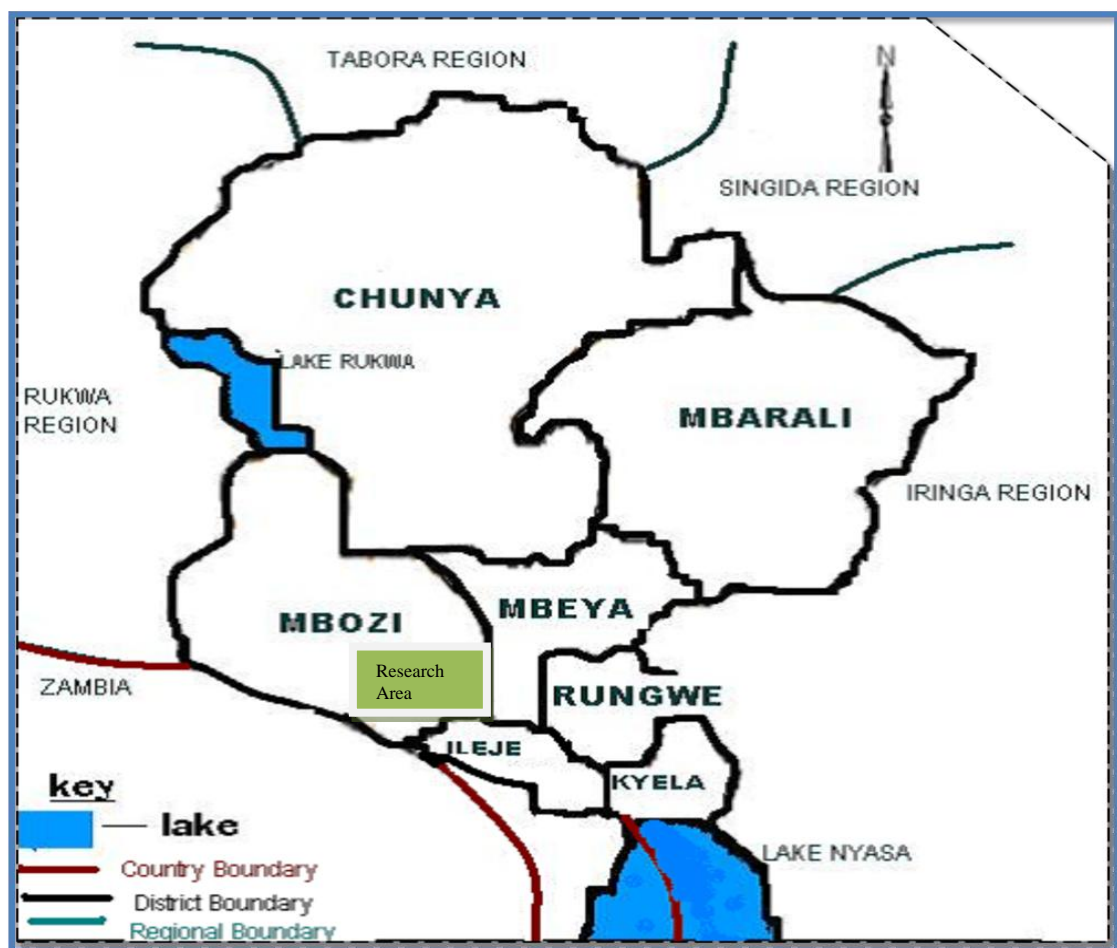 TABORA REGION
N
SINGIDA REGION
CHUNYA
LAKE RUKWA
RUKWA
REGION
MBARALI
IRINGA REGION
MBEYA
MBOZI
Research
Area
ZAMBIA
RUNGWE
ILEJE
KYELA
LAKE NYASA
key
lake
Country Boundary
District Boundary
Regional Boundary